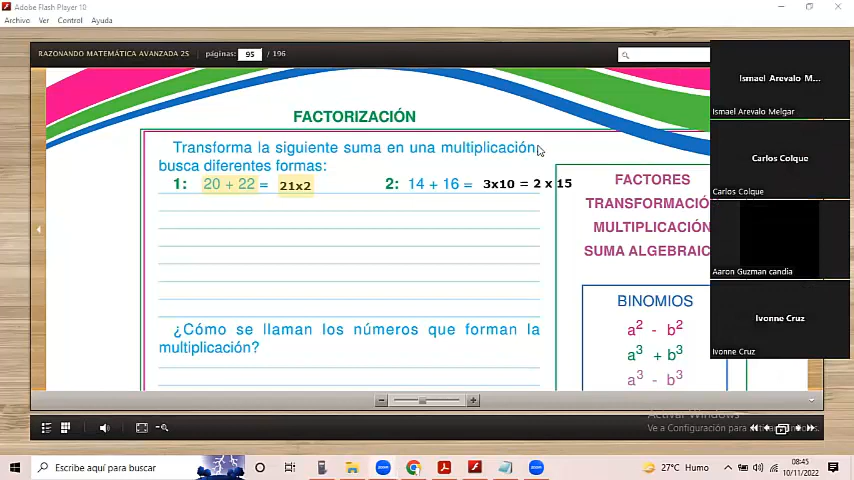 Adobe Flash Player 10
Archivo Ver Control Ayuda
RAZONANDO MATEMÁTICA AVANZADA 2S páginas: 95 / 196
FACTORIZACIÓN
Transforma la siguiente suma en una multiplicación,
busca diferentes formas:
1: 20 + 22 = 21x2 2: 14 + 16 = 3x10 = 2 x 15
¿Cómo se llaman los números que forman la
multiplicación?
FACTORES
TRANSFORMACIÓ
MULTIPLICACIÓN
SUMA ALGEBRAIC
BINOMIOS
a² - b²
a³ + b³
a³ - b³
Ismael Arevalo M...
Ismael Arevalo Melgar
Carlos Colque
Carlos Colque
Aaron Guzman candia
Ivonne Cruz
Ivonne Cruz
Activar Windows
Ve a Configuración para activar Windows.
Escribe aquí para buscar
27°C Humo
08:45
10/11/2022